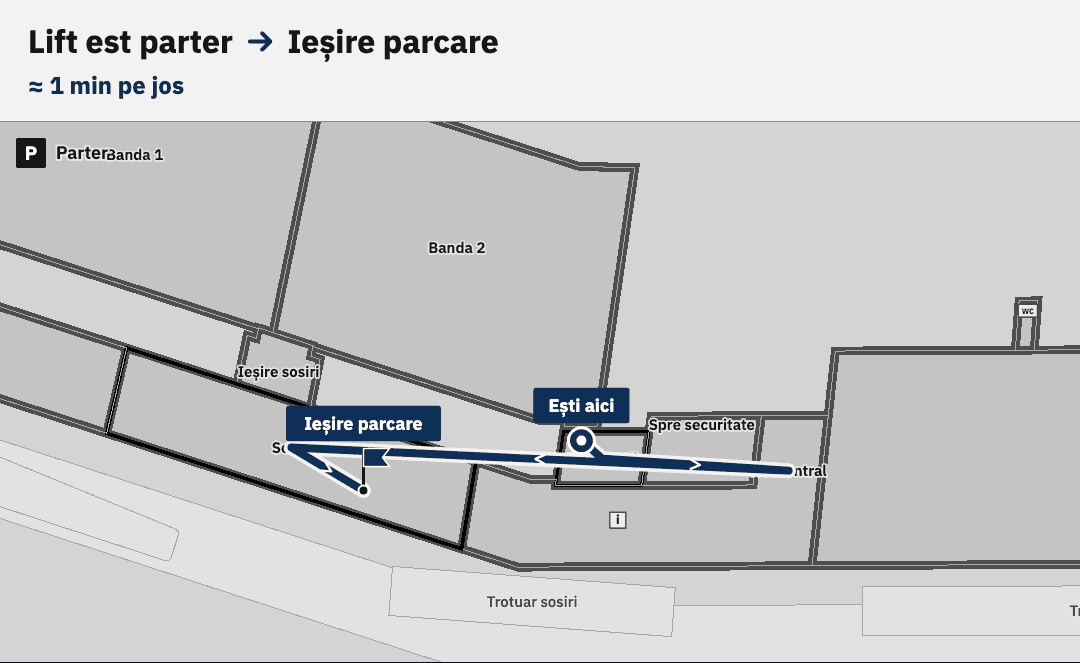 Lift est parter → Ieșire parcare
≈ 1 min pe jos
P Parter
Banda 1
Banda 2
wc
Ieșire sosiri
Ești aici
Ieșire parcare
Spre securitate
i
Trotuar sosiri